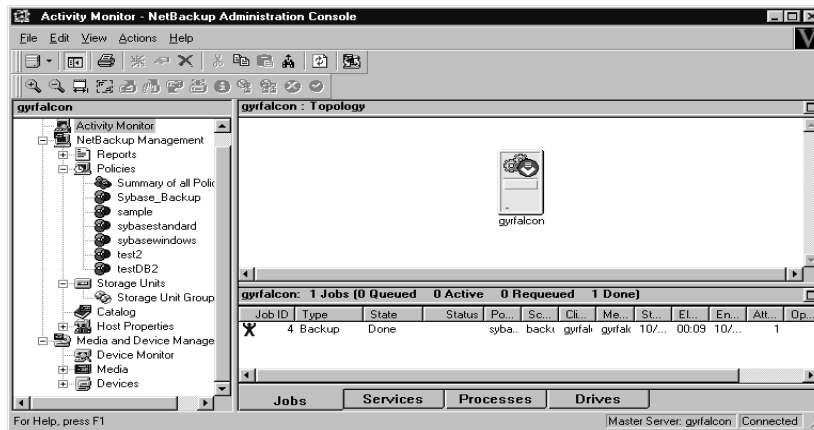 Activity Monitor - NetBackup Administration Console
File Edit View Actions Help
gyrfalcon
Activity Monitor
NetBackup Management
Reports
Policies
Summary of all Polic
Sybase_Backup
sample
sybasestandard
sybasewindows
test2
testDB2
Storage Units
Storage Unit Group
Catalog
Host Properties
Media and Device Manage
Device Monitor
Media
Devices
gyrfalcon : Topology
gyrfalcon
gyrfalcon: 1 Jobs (0 Queued 0 Active 0 Requeued 1 Done)
Job ID Type State Status Po... Sc... Cli... Me... St... El... En... Att... Op...
4 Backup Done syba.. backu gyrfalc gyrfalc 10/... 00:09 10/... 1
Jobs Services Processes Drives
For Help, press F1 Master Server: gyrfalcon Connected